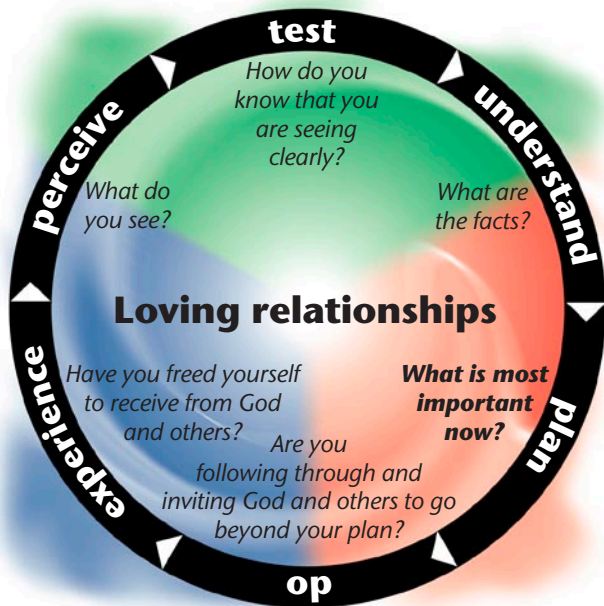 test
How do you
know that you
are seeing
clearly?
understand
What are
the facts?
perceive
What do
you see?
Loving relationships
plan
What is most
important
now?
experience
Have you freed yourself
to receive from God
and others?
Are you
following through and
inviting God and others to go
beyond your plan?
op